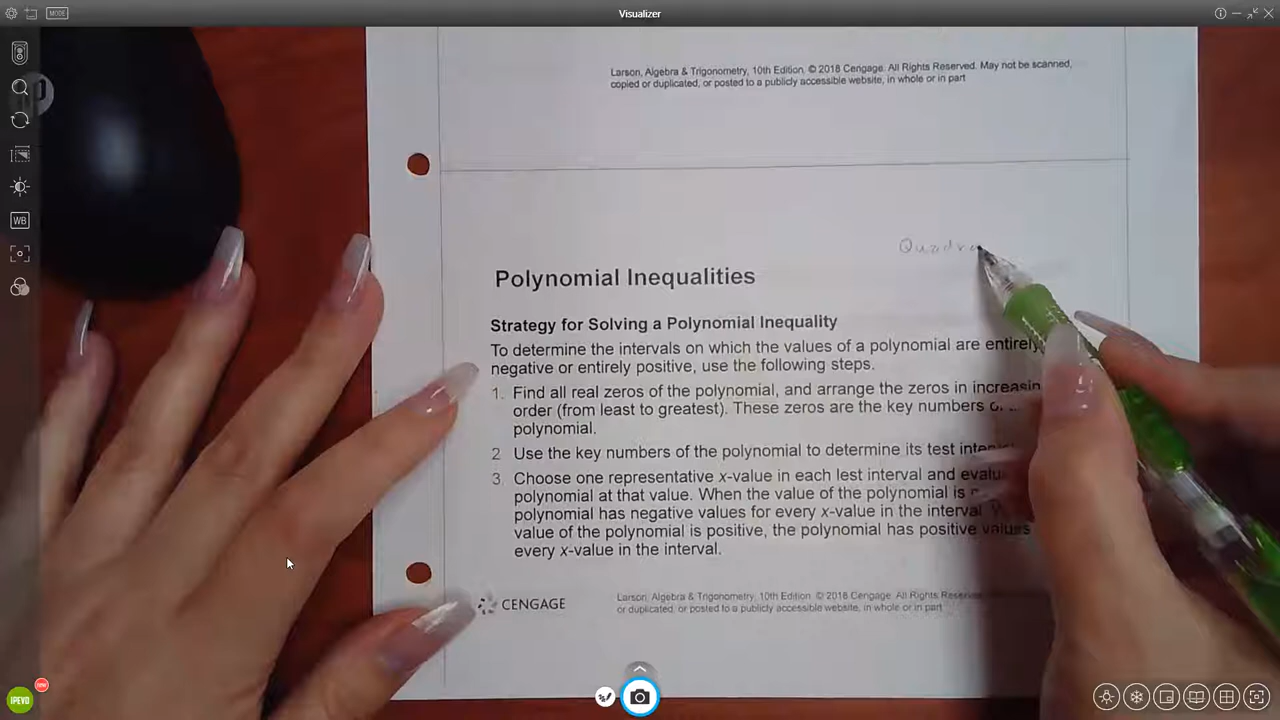 MODE
Visualizer
Larson, Algebra & Trigonometry, 10th Edition, © 2018 Cengage. All Rights Reserved. May not be scanned,
copied or duplicated, or posted to a publicly accessible website, in whole or in part
Quadra
Polynomial Inequalities
Strategy for Solving a Polynomial Inequality
To determine the intervals on which the values of a polynomial are entirely
negative or entirely positive, use the following steps.
1. Find all real zeros of the polynomial, and arrange the zeros in increasin
order (from least to greatest). These zeros are the key numbers
polynomial.
2 Use the key numbers of the polynomial to determine its test
3. Choose one representative x-value in each lest interval and
polynomial at that value. When the value of the polynomial is
polynomial has negative values for every x-value in the interval
value of the polynomial is positive, the polynomial has positive values
every x-value in the interval.
CENGAGE
Larson, Algebra & Trigonometry, 10th Edition. © 2018 Cengage. All Rights
or duplicated, or posted to a publicly accessible website, in whole or in part
WB
IPEVO
new